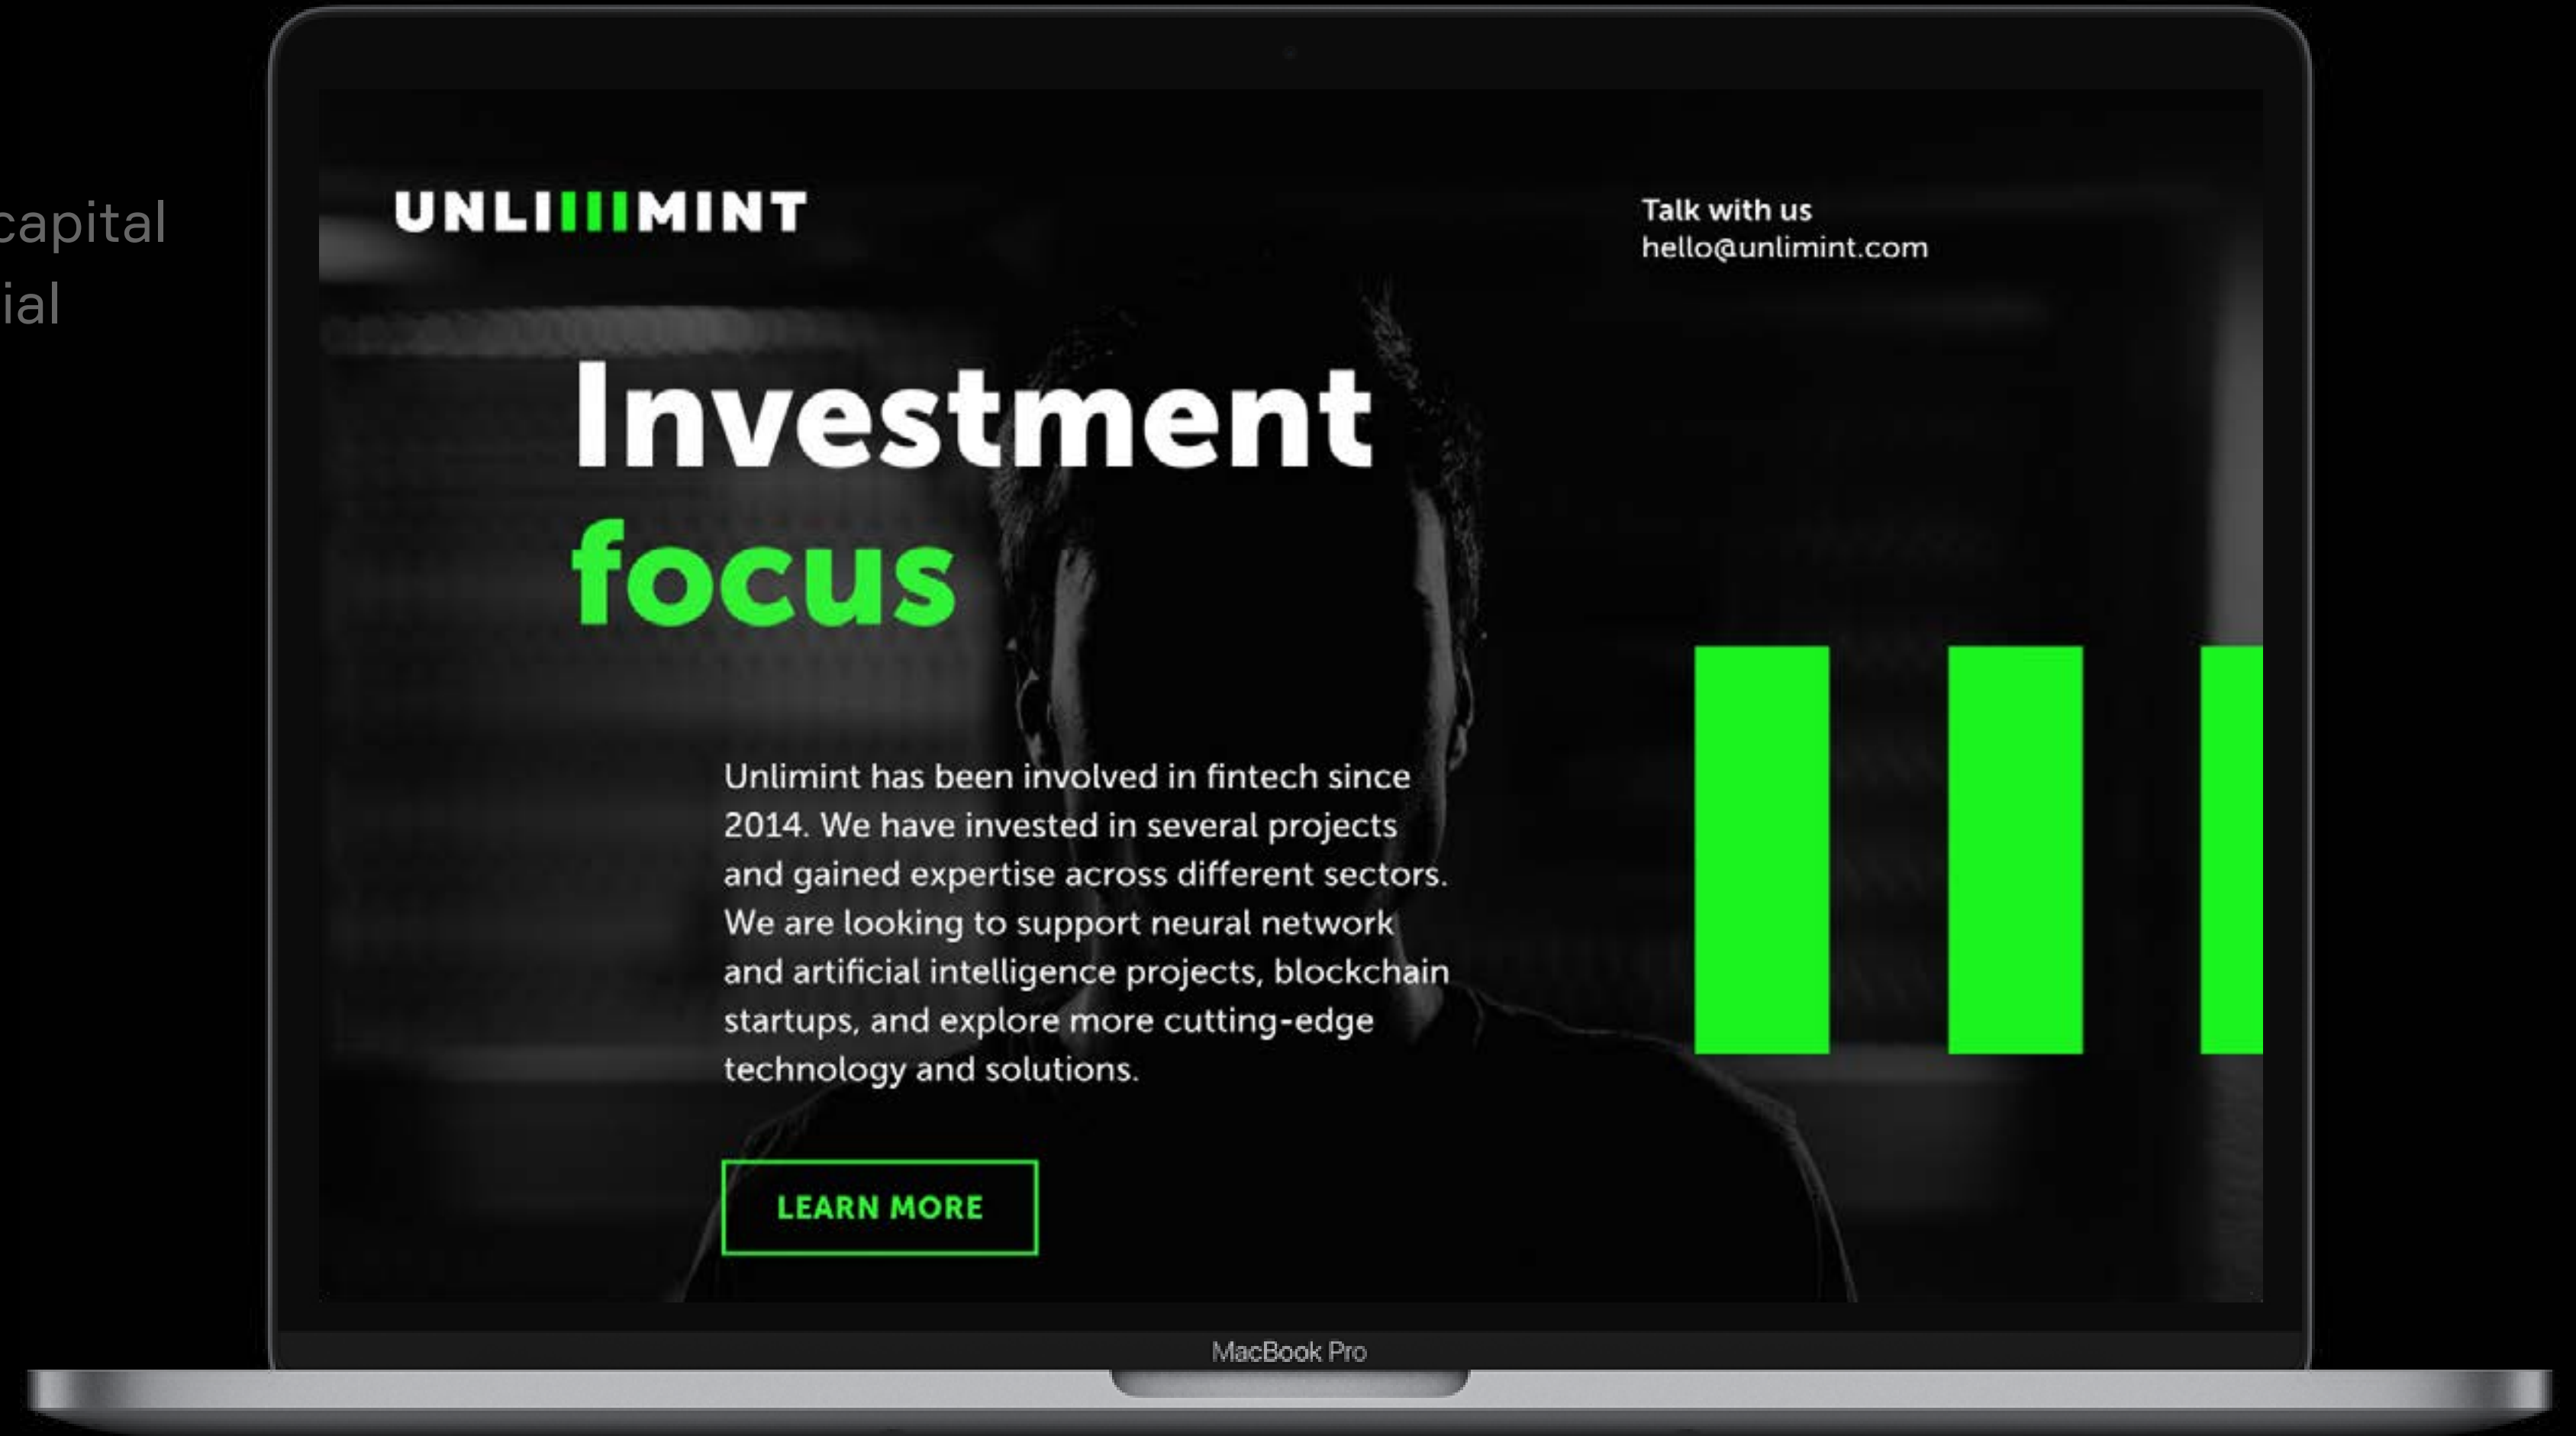 capital
ial
UNLIMINT
Talk with us
hello@unlimint.com
Investment
focus
Unlimint has been involved in fintech since
2014. We have invested in several projects
and gained expertise across different sectors.
We are looking to support neural network
and artificial intelligence projects, blockchain
startups, and explore more cutting-edge
technology and solutions.
LEARN MORE
MacBook Pro